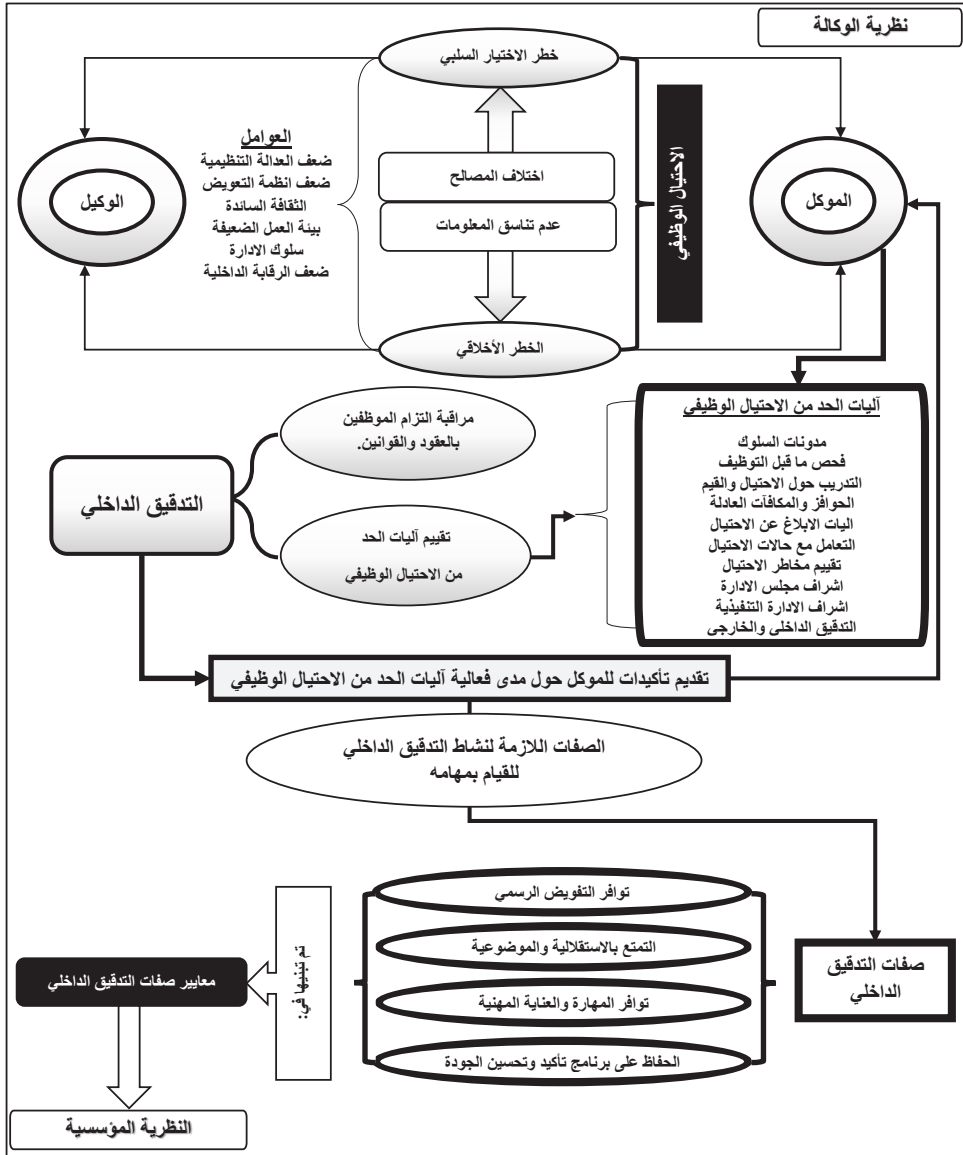 نظرية الوكالة
خطر الاختيار السلبي
الموكل
الاحتيال الوظيفي
اختلاف المصالح
عدم تناسق المعلومات
العوامل
ضعف العدالة التنظيمية
ضعف انظمة التعويض
الثقافة السائدة
بيئة العمل الضعيفة
سلوك الادارة
ضعف الرقابة الداخلية
الوكيل
الخطر الأخلاقي
آليات الحد من الاحتيال الوظيفي
مدونات السلوك
فحص ما قبل التوظيف
التدريب حول الاحتيال والقيم
الحوافز والمكافآت العادلة
اليات الابلاغ عن الاحتيال
التعامل مع حالات الاحتيال
تقييم مخاطر الاحتيال
اشراف مجلس الادارة
اشراف الادارة التنفيذية
التدقيق الداخلي والخارجي
مراقبة التزام الموظفين
بالعقود والقوانين.
التدقيق الداخلي
تقييم آليات الحد
من الاحتيال الوظيفي
تقديم تأكيدات للموكل حول مدى فعالية آليات الحد من الاحتيال الوظيفي
الصفات اللازمة لنشاط التدقيق الداخلي
للقيام بمهامه
صفات التدقيق
الداخلي
توافر التفويض الرسمي
التمتع بالاستقلالية والموضوعية
توافر المهارة والعناية المهنية
الحفاظ على برنامج تأكيد وتحسين الجودة
تم تبنيها في:
معايير صفات التدقيق الداخلي
النظرية المؤسسية